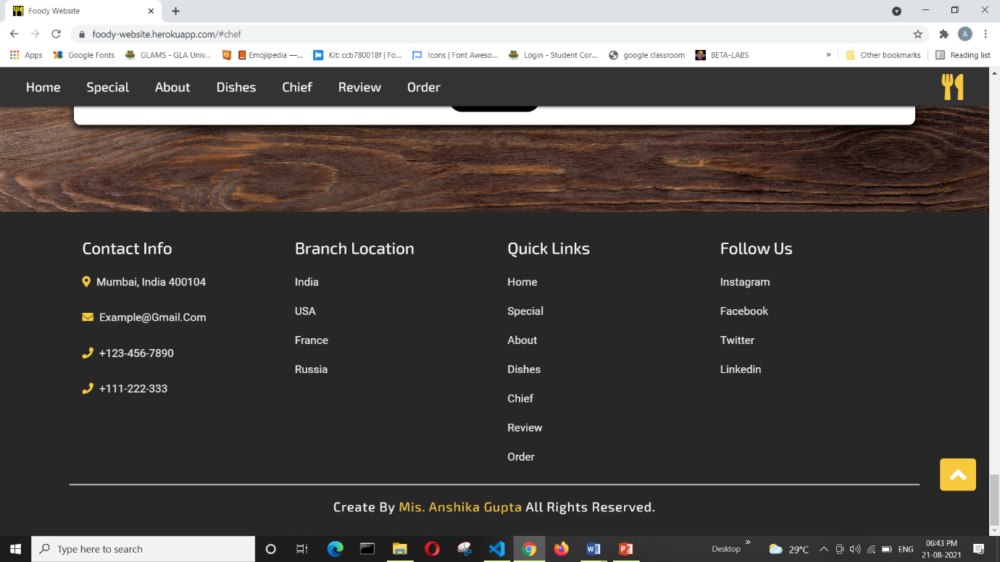 Foody Website
foody-website.herokuapp.com/#chef
A
Apps
Google Fonts
GLAMS - GLA Univ...
Emojipedia —...
Kit: ccb780018f | Fo...
Icons | Font Aweso...
Login - Student Cor...
google classroom
BETA-LABS
»
Other bookmarks
Reading list
Home
Special
About
Dishes
Chief
Review
Order
Contact Info
Mumbai, India 400104
Example@Gmail.Com
+123-456-7890
+111-222-333
Branch Location
India
USA
France
Russia
Quick Links
Home
Special
About
Dishes
Chief
Review
Order
Follow Us
Instagram
Facebook
Twitter
Linkedin
Create By Mis. Anshika Gupta All Rights Reserved.
Type here to search
Desktop
»
29°C
ENG
06:43 PM
21-08-2021